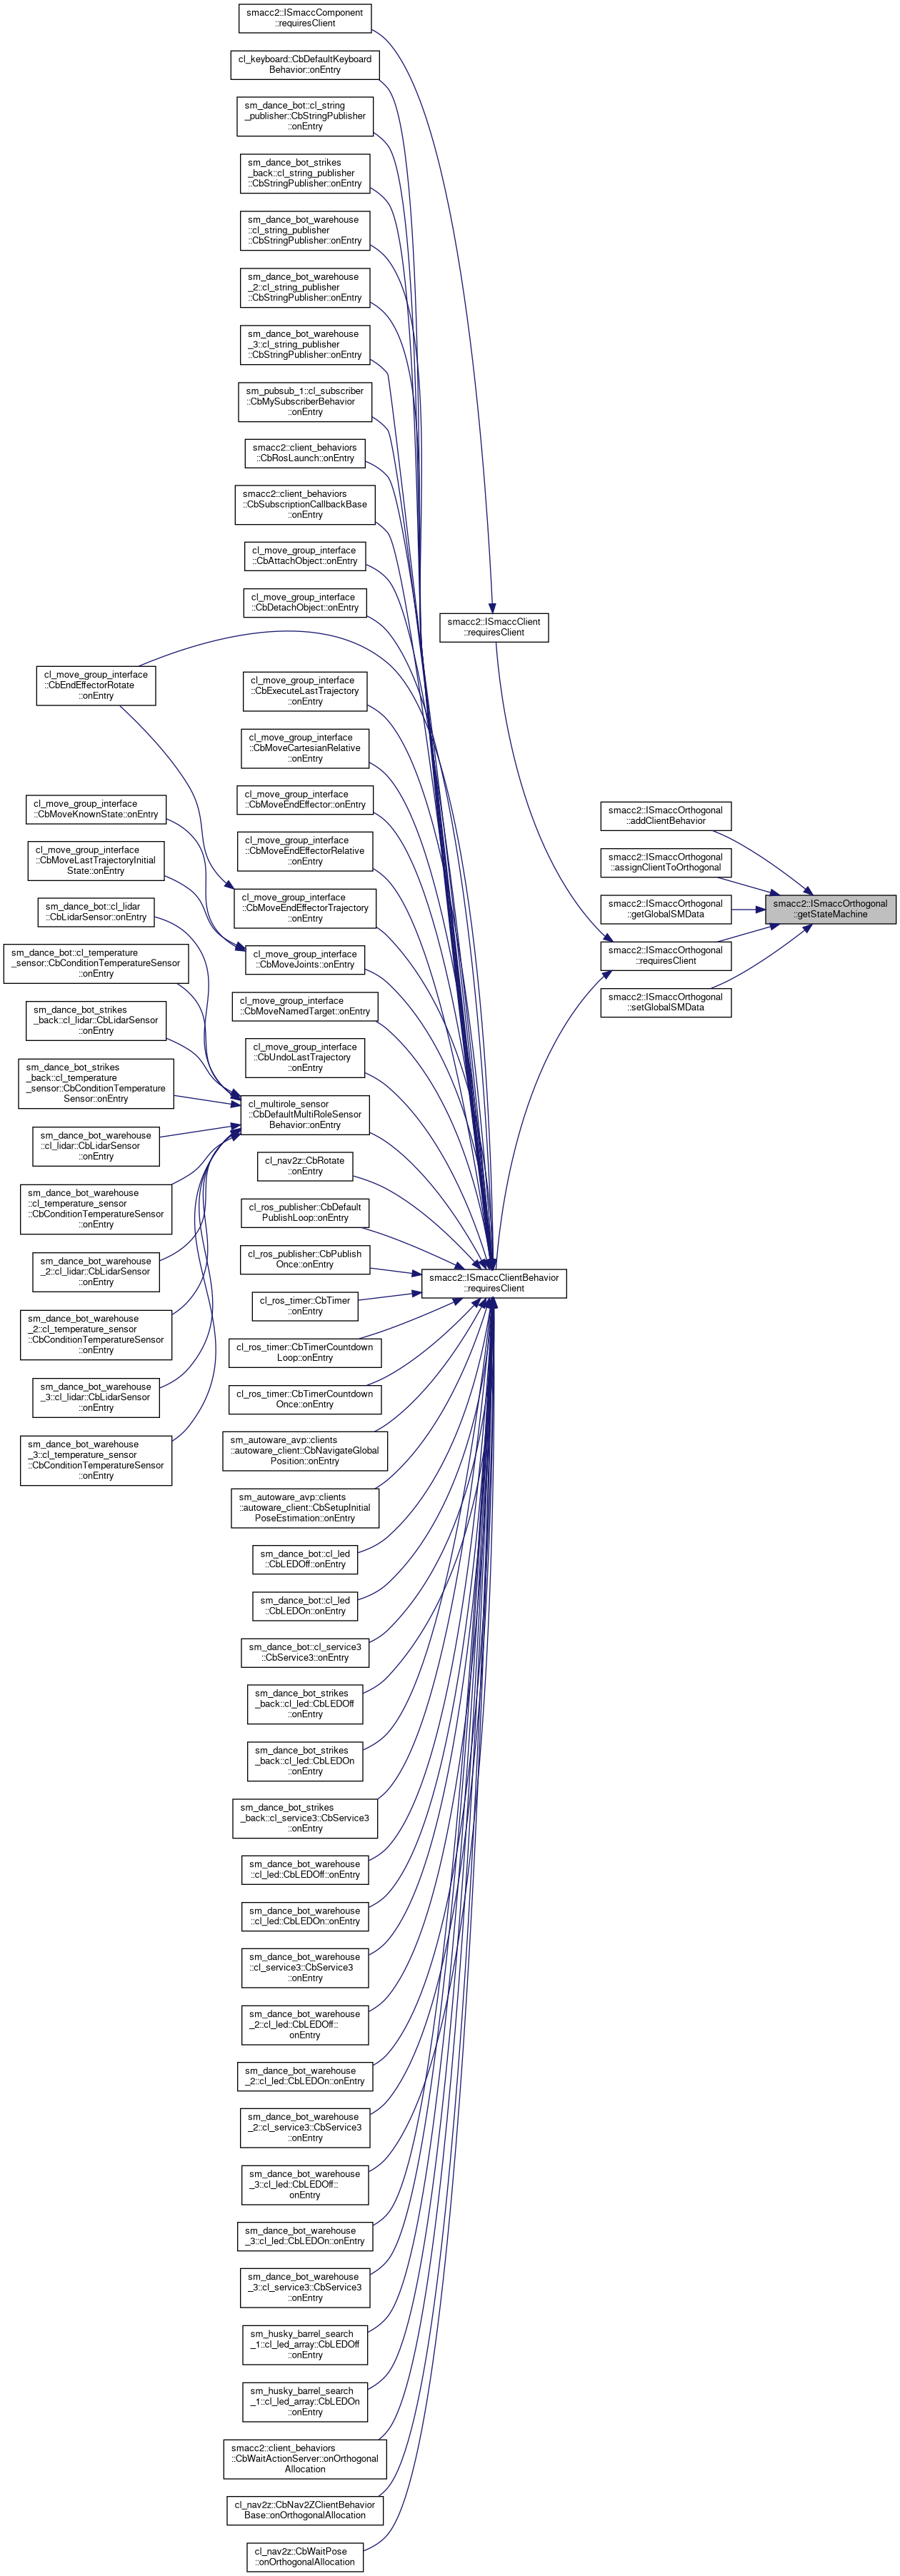 smacc2::ISmaccComponent
::requiresClient
cl_keyboard::CbDefaultKeyboard
Behavior::onEntry
sm_dance_bot::cl_string
_publisher::CbStringPublisher
::onEntry
sm_dance_bot_strikes
_back::cl_string_publisher
::CbStringPublisher::onEntry
sm_dance_bot_warehouse
::cl_string_publisher
::CbStringPublisher::onEntry
sm_dance_bot_warehouse
_2::cl_string_publisher
::CbStringPublisher::onEntry
sm_dance_bot_warehouse
_3::cl_string_publisher
::CbStringPublisher::onEntry
sm_pubsub_1::cl_subscriber
::CbMySubscriberBehavior
::onEntry
smacc2::client_behaviors
::CbRosLaunch::onEntry
smacc2::client_behaviors
::CbSubscriptionCallbackBase
::onEntry
cl_move_group_interface
::CbAttachObject::onEntry
cl_move_group_interface
::CbDetachObject::onEntry
smacc2::ISmaccClient
::requiresClient
cl_move_group_interface
::CbEndEffectorRotate
::onEntry
cl_move_group_interface
::CbExecuteLastTrajectory
::onEntry
cl_move_group_interface
::CbMoveCartesianRelative
::onEntry
cl_move_group_interface
::CbMoveEndEffector::onEntry
cl_move_group_interface
::CbMoveKnownState::onEntry
cl_move_group_interface
::CbMoveEndEffectorRelative
::onEntry
cl_move_group_interface
::CbMoveLastTrajectoryInitial
State::onEntry
cl_move_group_interface
::CbMoveEndEffectorTrajectory
::onEntry
smacc2::ISmaccOrthogonal
::addClientBehavior
smacc2::ISmaccOrthogonal
::assignClientToOrthogonal
smacc2::ISmaccOrthogonal
::getGlobalSMData
smacc2::ISmaccOrthogonal
::getStateMachine
smacc2::ISmaccOrthogonal
::requiresClient
smacc2::ISmaccOrthogonal
::setGlobalSMData
sm_dance_bot::cl_lidar
::CbLidarSensor::onEntry
cl_move_group_interface
::CbMoveJoints::onEntry
sm_dance_bot::cl_temperature
_sensor::CbConditionTemperatureSensor
::onEntry
cl_move_group_interface
::CbMoveNamedTarget::onEntry
sm_dance_bot_strikes
_back::cl_lidar::CbLidarSensor
::onEntry
cl_move_group_interface
::CbUndoLastTrajectory
::onEntry
sm_dance_bot_strikes
_back::cl_temperature
_sensor::CbConditionTemperature
Sensor::onEntry
cl_multirole_sensor
::CbDefaultMultiRoleSensor
Behavior::onEntry
sm_dance_bot_warehouse
::cl_lidar::CbLidarSensor
::onEntry
cl_nav2z::CbRotate
::onEntry
sm_dance_bot_warehouse
::cl_temperature_sensor
::CbConditionTemperatureSensor
::onEntry
cl_ros_publisher::CbDefault
PublishLoop::onEntry
sm_dance_bot_warehouse
_2::cl_lidar::CbLidarSensor
::onEntry
cl_ros_publisher::CbPublish
Once::onEntry
smacc2::ISmaccClientBehavior
::requiresClient
cl_ros_timer::CbTimer
::onEntry
sm_dance_bot_warehouse
_2::cl_temperature_sensor
::CbConditionTemperatureSensor
::onEntry
cl_ros_timer::CbTimerCountdown
Loop::onEntry
sm_dance_bot_warehouse
_3::cl_lidar::CbLidarSensor
::onEntry
cl_ros_timer::CbTimerCountdown
Once::onEntry
sm_dance_bot_warehouse
_3::cl_temperature_sensor
::CbConditionTemperatureSensor
::onEntry
sm_autoware_avp::clients
::autoware_client::CbNavigateGlobal
Position::onEntry
sm_autoware_avp::clients
::autoware_client::CbSetupInitial
PoseEstimation::onEntry
sm_dance_bot::cl_led
::CbLEDOff::onEntry
sm_dance_bot::cl_led
::CbLEDOn::onEntry
sm_dance_bot::cl_service3
::CbService3::onEntry
sm_dance_bot_strikes
_back::cl_led::CbLEDOff
::onEntry
sm_dance_bot_strikes
_back::cl_led::CbLEDOn
::onEntry
sm_dance_bot_strikes
_back::cl_service3::CbService3
::onEntry
sm_dance_bot_warehouse
::cl_led::CbLEDOff::onEntry
sm_dance_bot_warehouse
::cl_led::CbLEDOn::onEntry
sm_dance_bot_warehouse
::cl_service3::CbService3
::onEntry
sm_dance_bot_warehouse
_2::cl_led::CbLEDOff::
onEntry
sm_dance_bot_warehouse
_2::cl_led::CbLEDOn::onEntry
sm_dance_bot_warehouse
_2::cl_service3::CbService3
::onEntry
sm_dance_bot_warehouse
_3::cl_led::CbLEDOff::
onEntry
sm_dance_bot_warehouse
_3::cl_led::CbLEDOn::onEntry
sm_dance_bot_warehouse
_3::cl_service3::CbService3
::onEntry
sm_husky_barrel_search
_1::cl_led_array::CbLEDOff
::onEntry
sm_husky_barrel_search
_1::cl_led_array::CbLEDOn
::onEntry
smacc2::client_behaviors
::CbWaitActionServer::onOrthogonal
Allocation
cl_nav2z::CbNav2ZClientBehavior
Base::onOrthogonalAllocation
cl_nav2z::CbWaitPose
::onOrthogonalAllocation